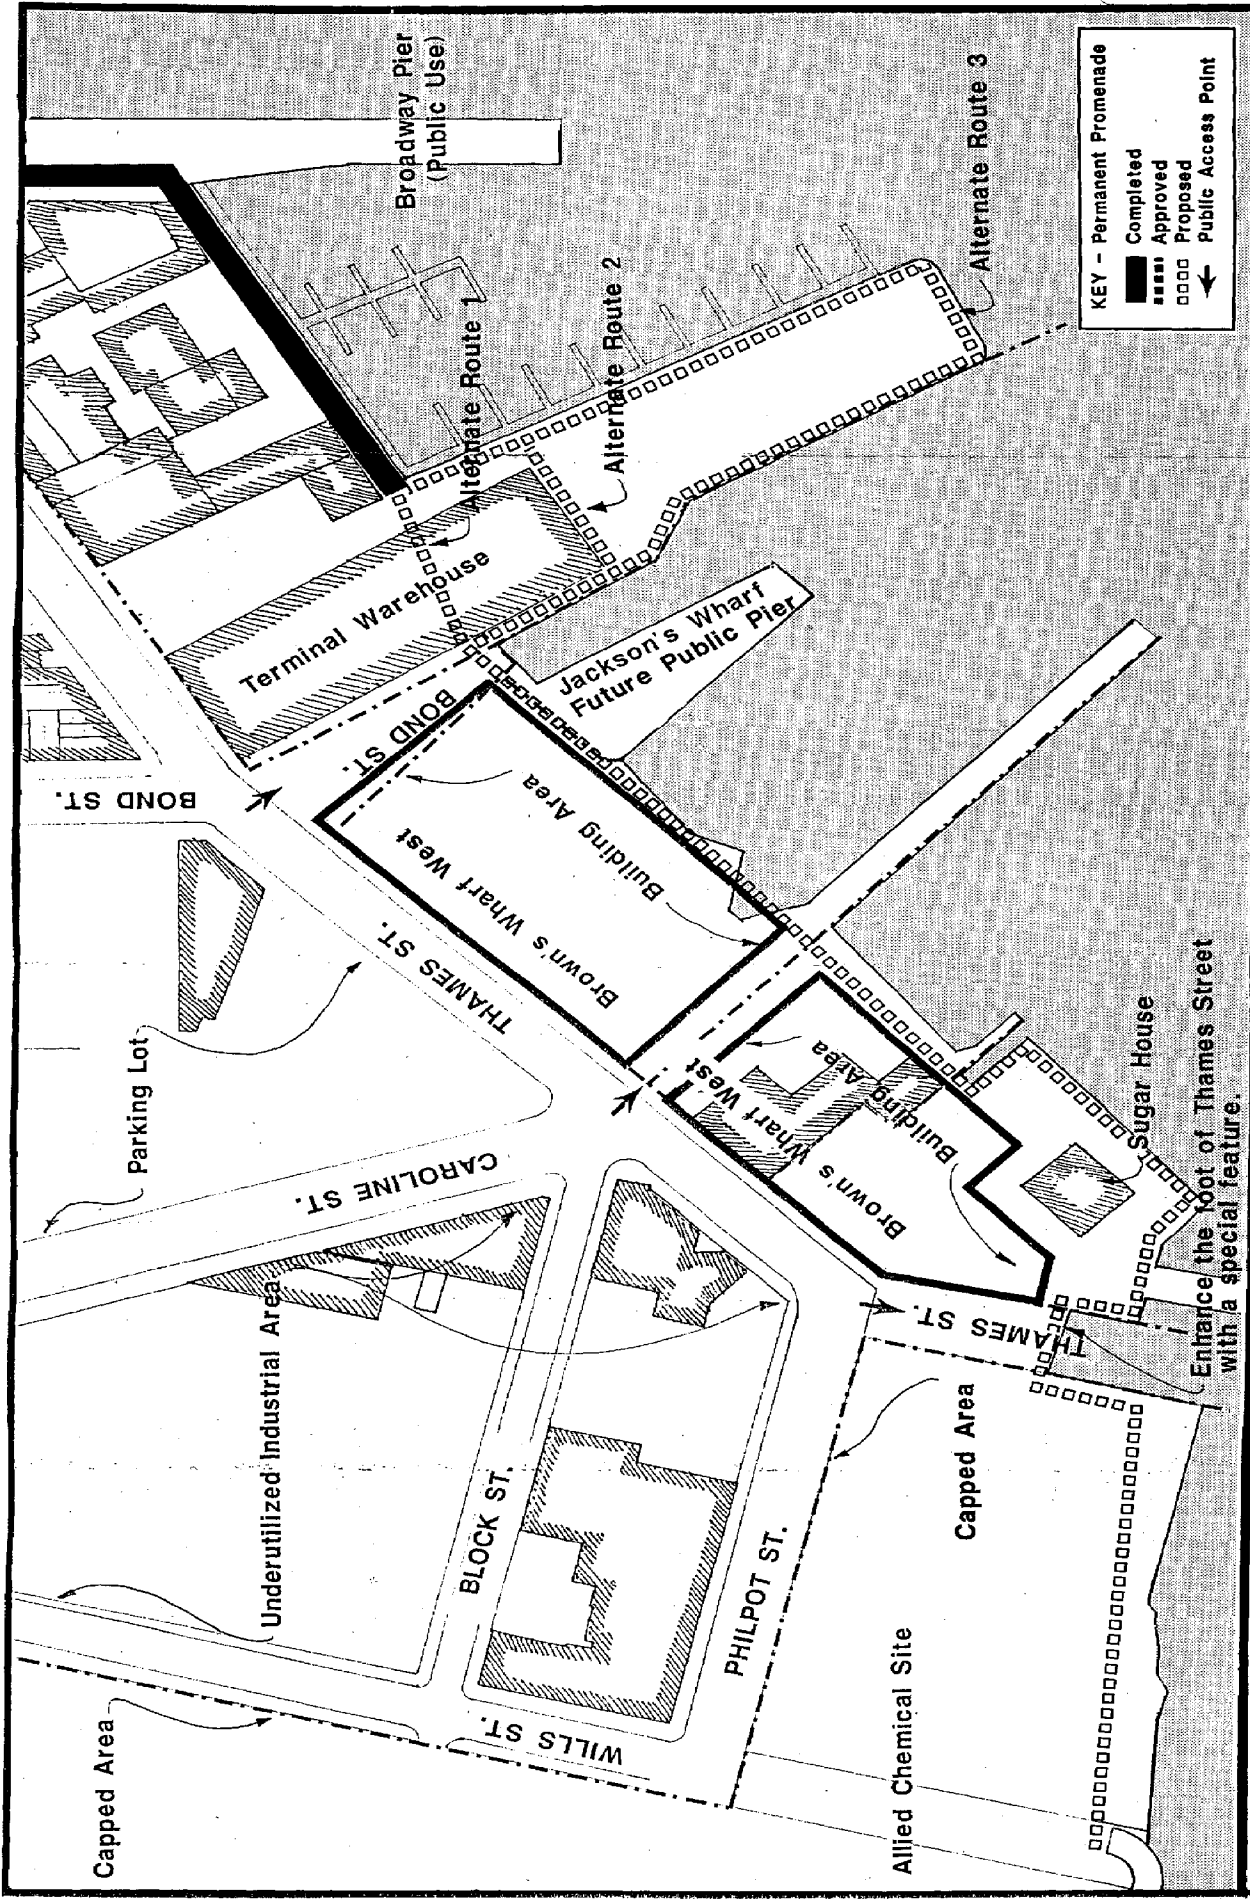 Broadway Pier
(Public Use)
Alternate Route 1
Alternate Route 2
Alternate Route 3
KEY - Permanent Promenade
Completed
Approved
Proposed
Public Access Point
Terminal Warehouse
Jackson's Wharf
Future Public Pier
BOND ST.
BOND ST.
Brown's Wharf West
Building Area
THAMES ST.
Parking Lot
CAROLINE ST.
Brown's Wharf West
Building Area
Sugar House
Enhance the foot of Thames Street
with a special feature.
THAMES ST.
Underutilized Industrial Area
BLOCK ST.
PHILPOT ST.
Capped Area
WILLS ST.
Capped Area
Allied Chemical Site